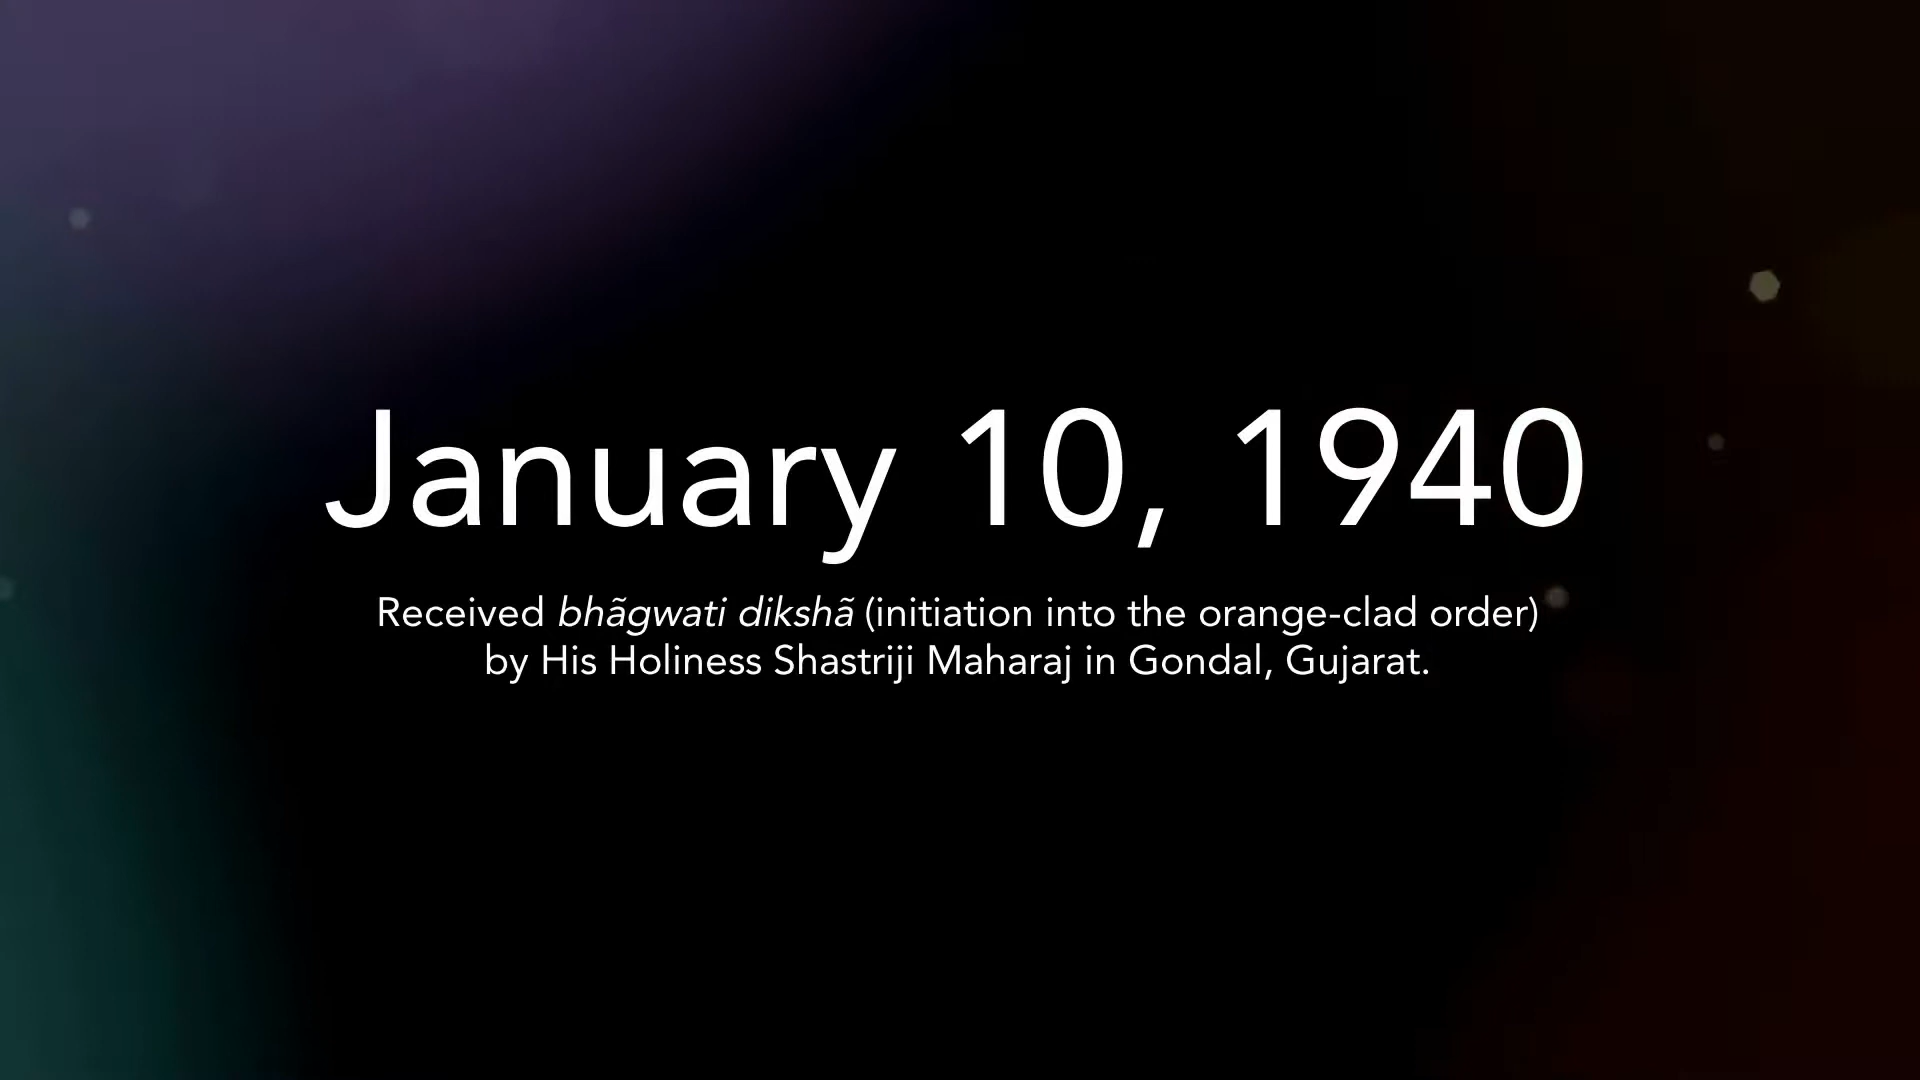 January 10, 1940
Received bhãgwati dikshã (initiation into the orange-clad order)
by His Holiness Shastriji Maharaj in Gondal, Gujarat.